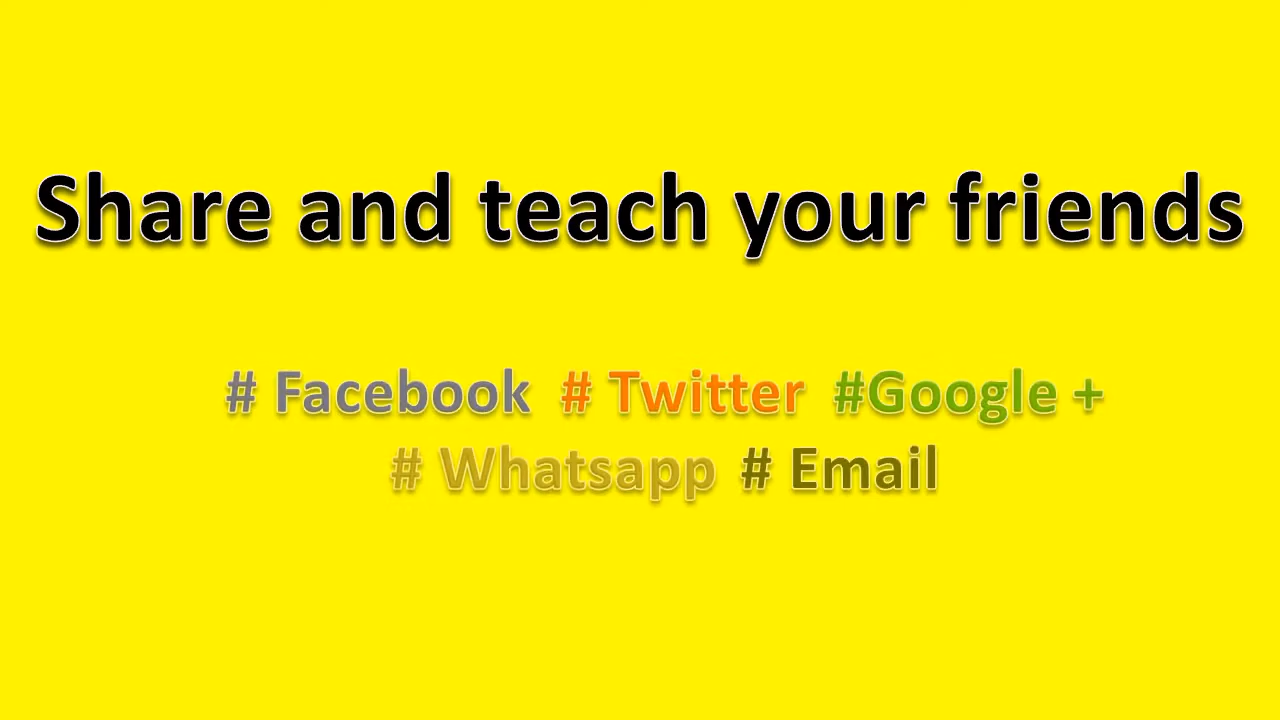 Share and teach your friends
# Facebook # Twitter #Google +
# Whatsapp # Email